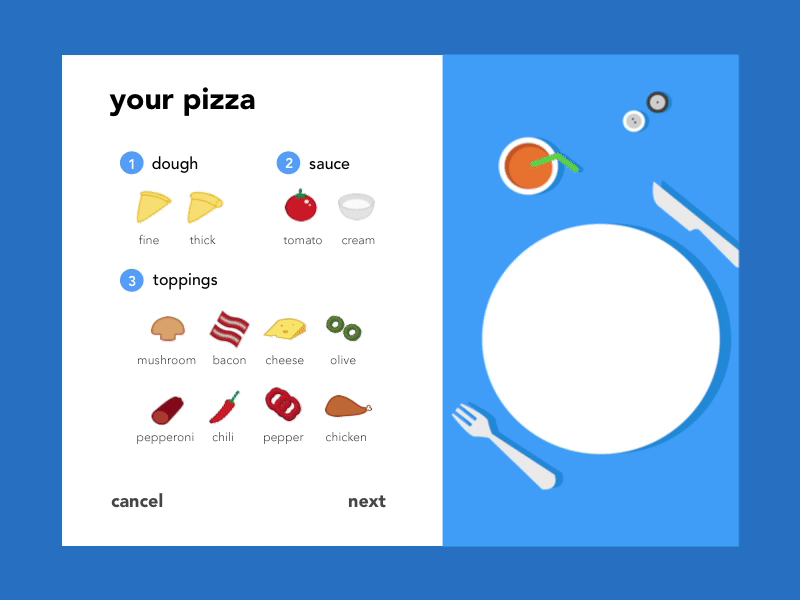 your pizza
1 dough
2 sauce
fine thick
tomato cream
3 toppings
mushroom bacon cheese olive
pepperoni chili pepper chicken
cancel next